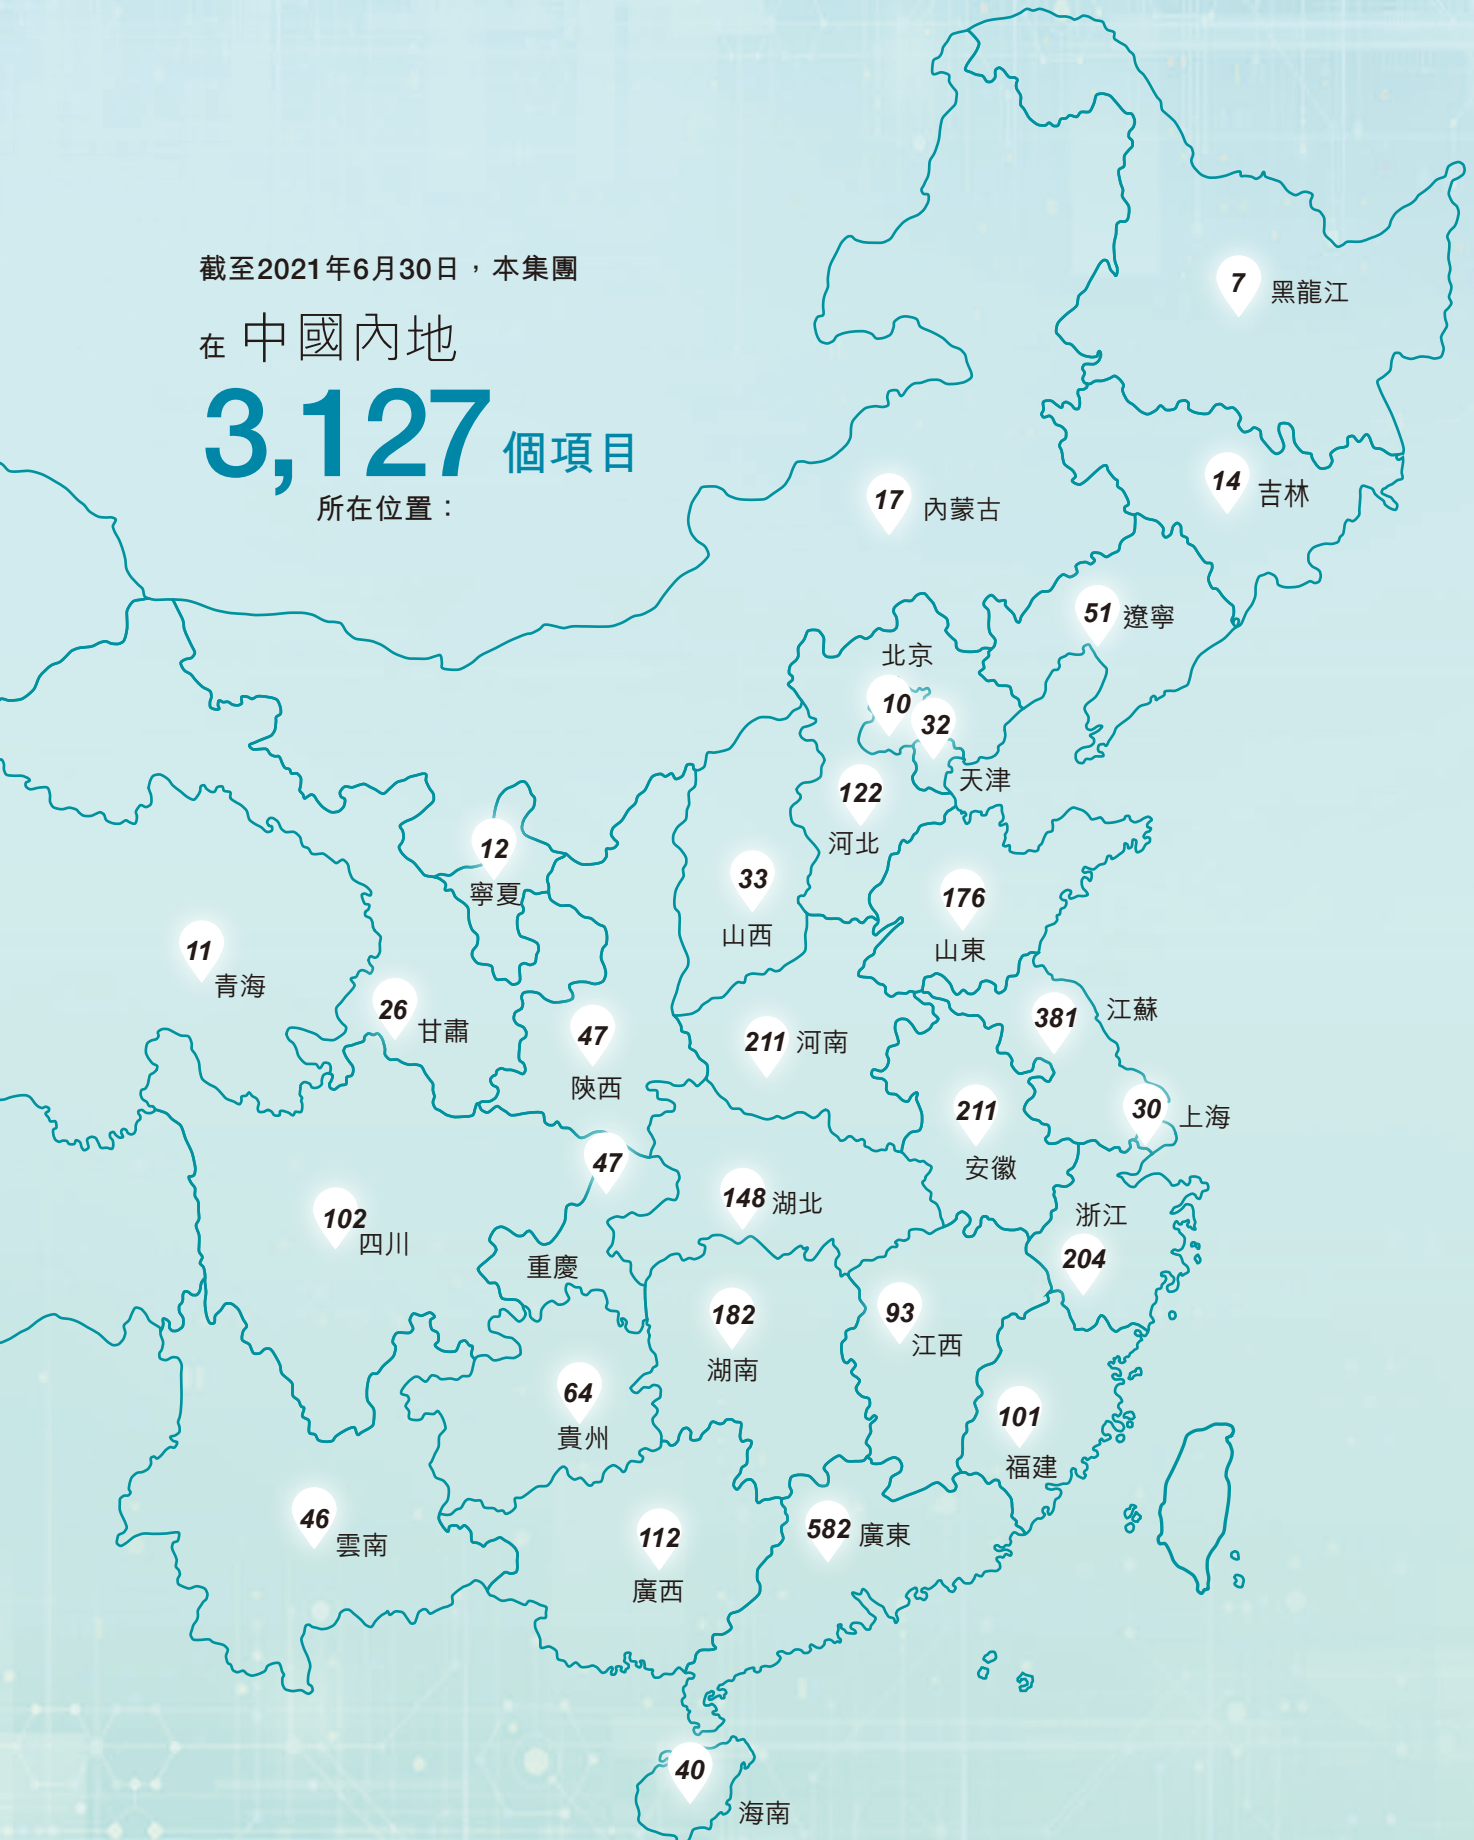 截至2021年6月30日，本集團
在 中國內地
3,127 個項目
所在位置：
7 黑龍江
14 吉林
17 內蒙古
51 遼寧
北京
10
32
天津
122
河北
12
寧夏
33
山西
176
山東
11
青海
26
甘肅
47
陝西
211 河南
381 江蘇
211
安徽
30 上海
47
重慶
148 湖北
102
四川
浙江
204
182
湖南
93
江西
64
貴州
101
福建
46
雲南
112
廣西
582 廣東
40
海南